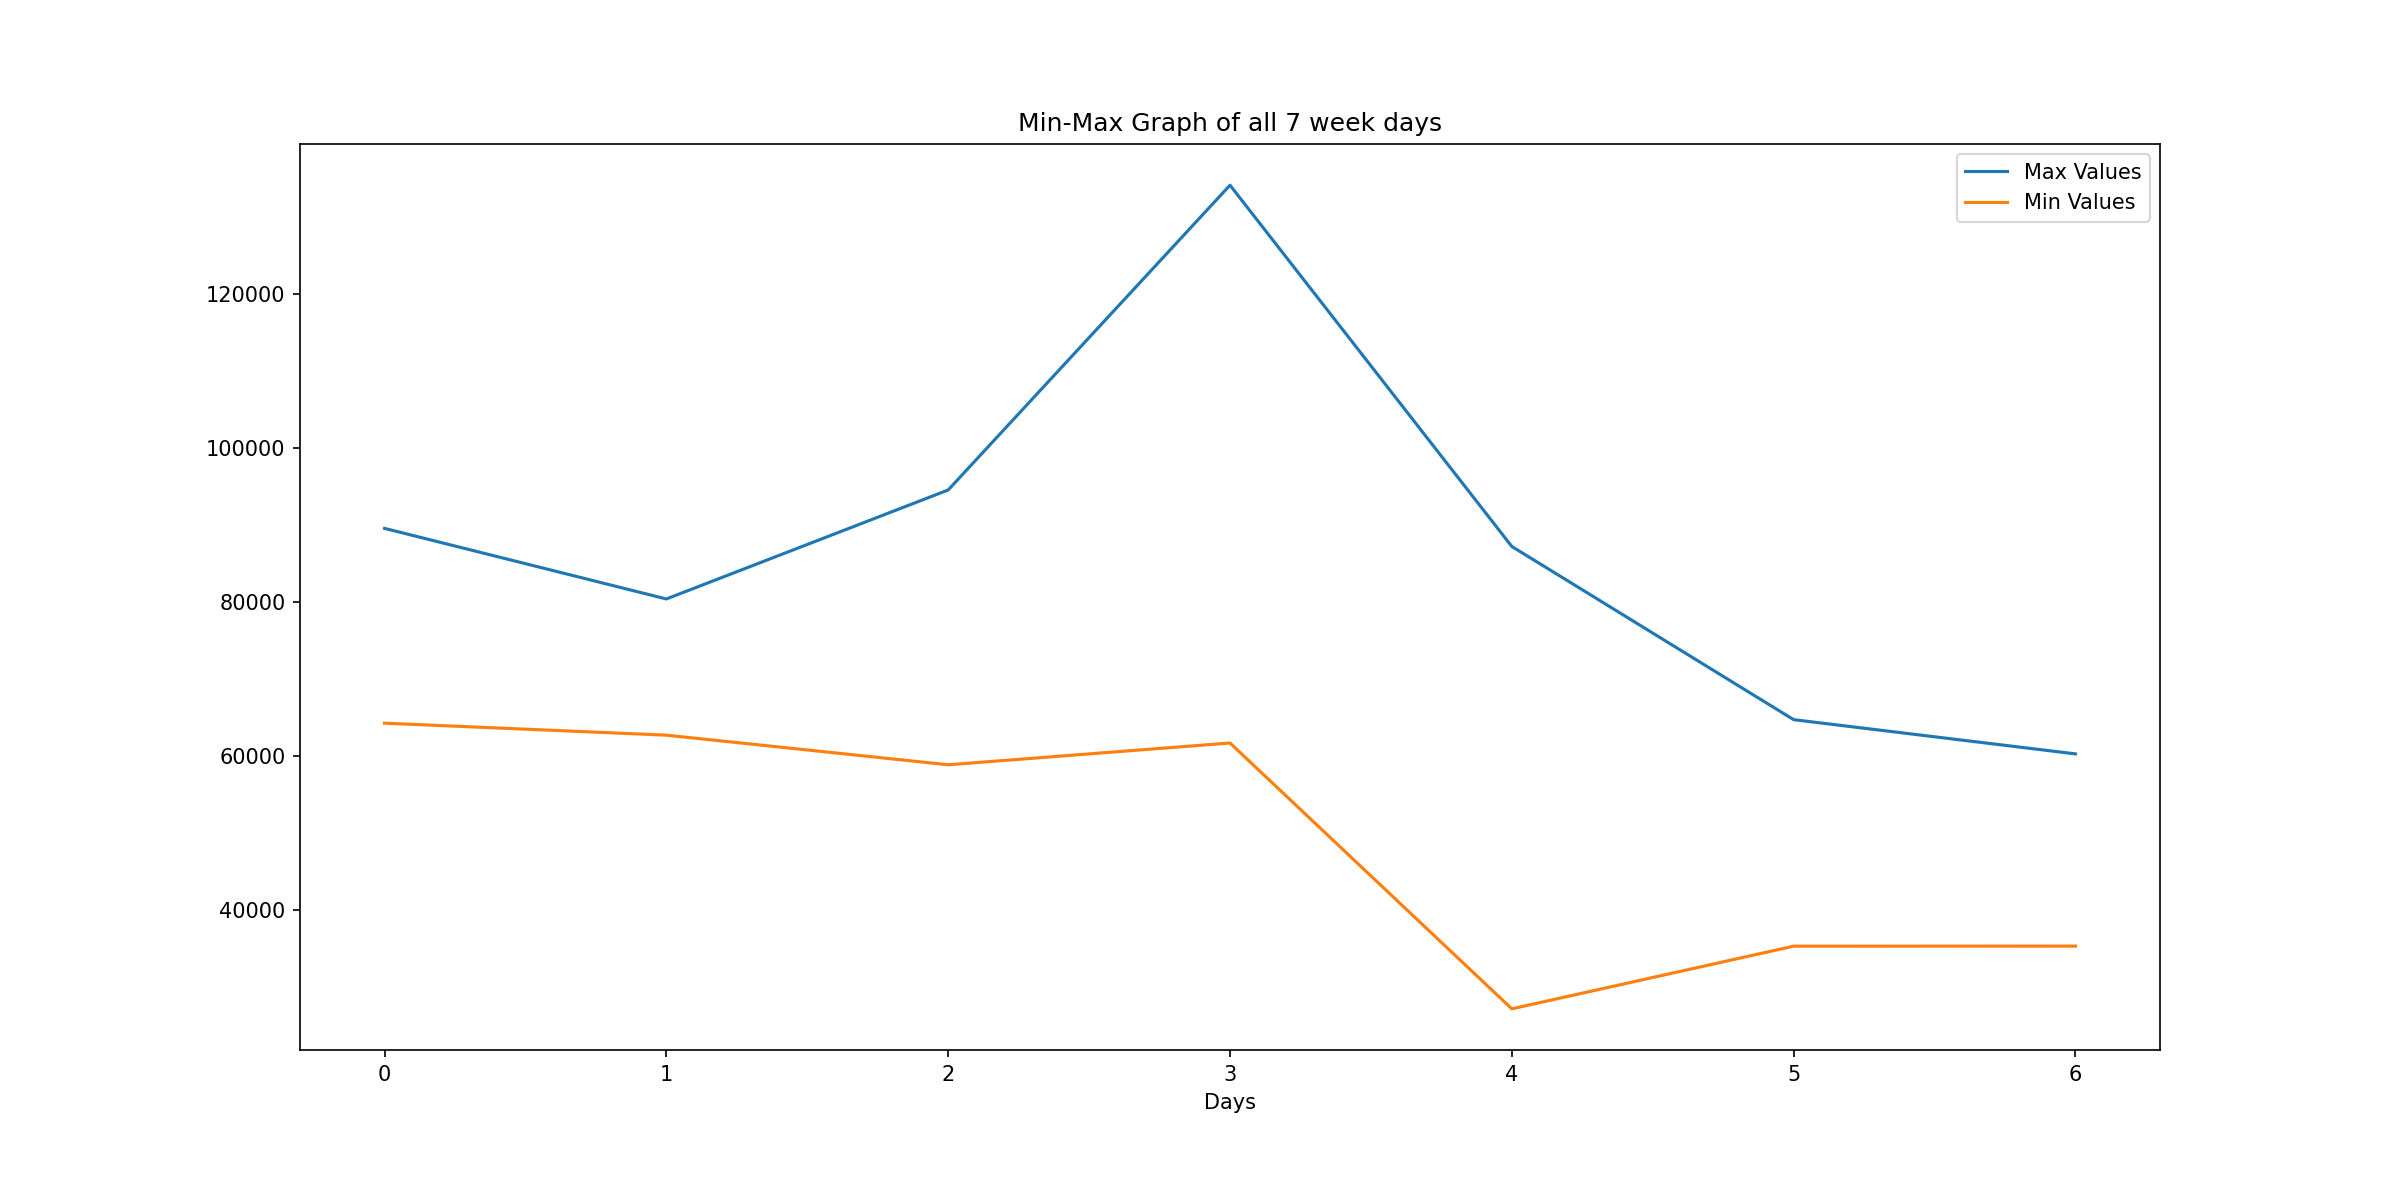 Min-Max Graph of all 7 week days
Max Values
Min Values
120000
100000
80000
60000
40000
0 1 2 3 4 5 6
Days